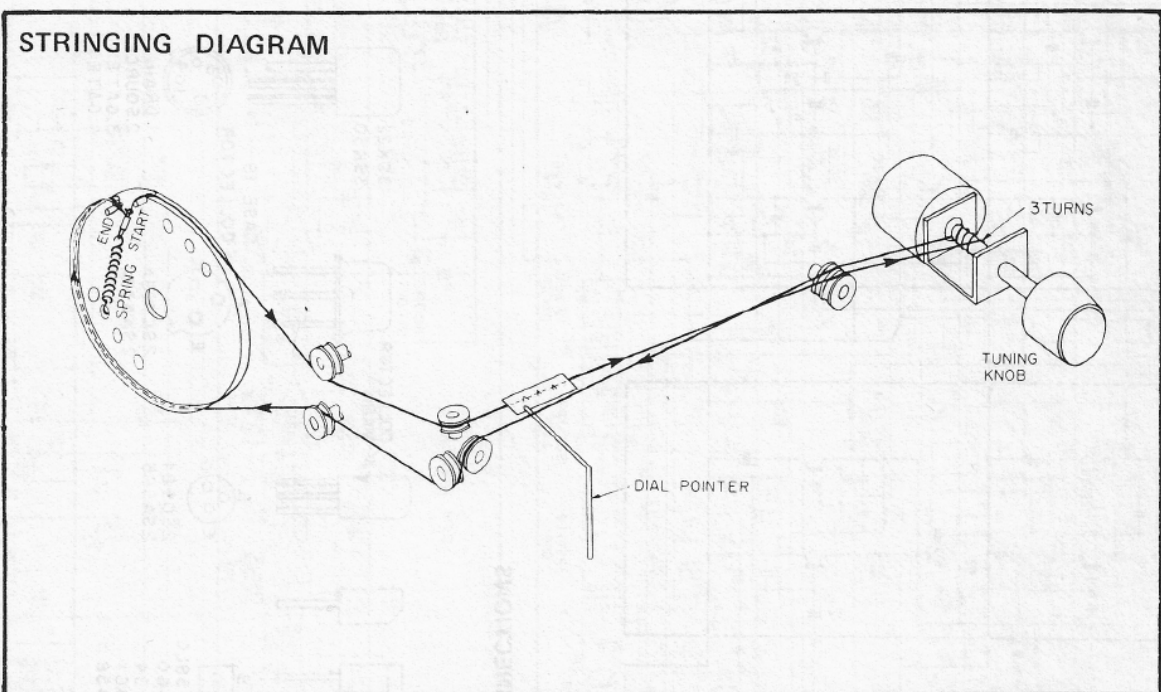 STRINGING DIAGRAM
END
START
SPRING
3 TURNS
TUNING
KNOB
DIAL POINTER